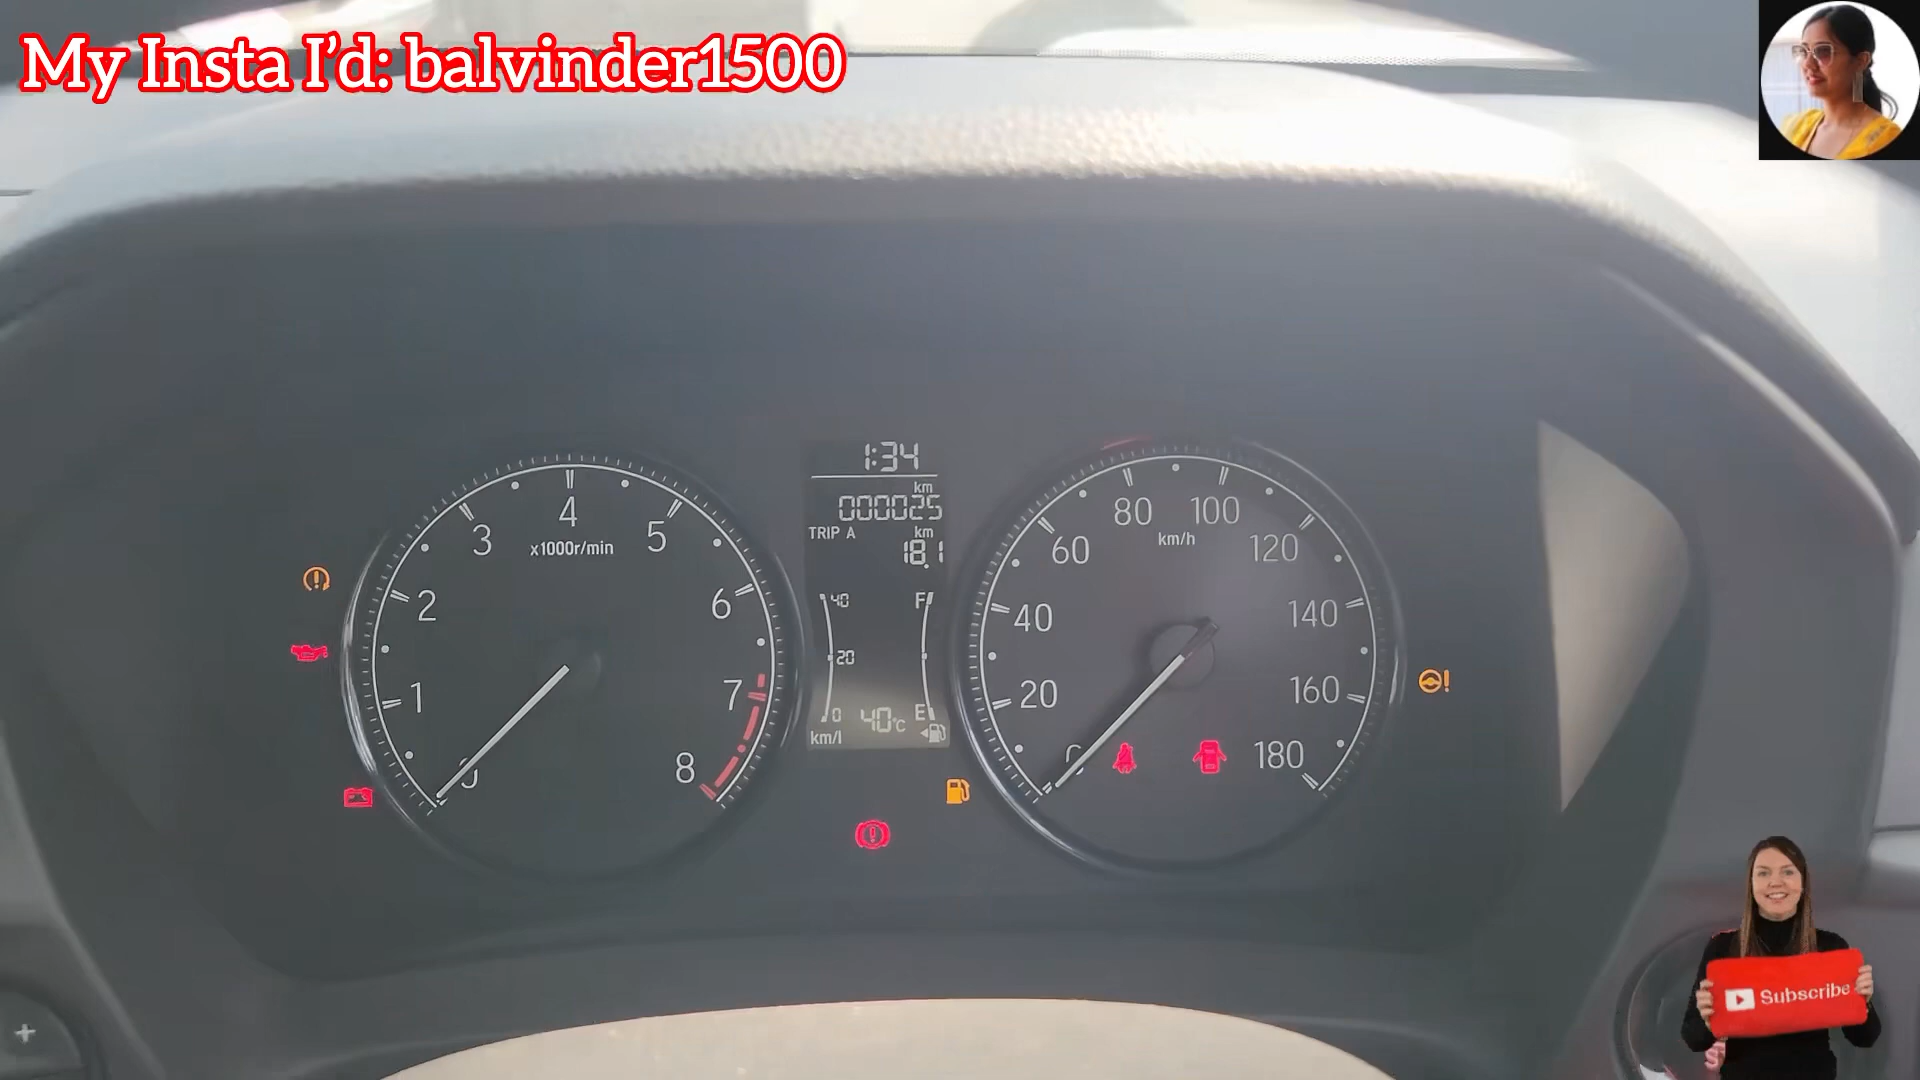 My Insta I'd: balvinder1500
1:34
km
000025
TRIP A km
18.1
40 F
20
0 40°C E
km/l
0 1 2 3 4 5 6 7 8
x1000r/min
20 40 60 80 100 120 140 160 180
km/h
+
Subscribe